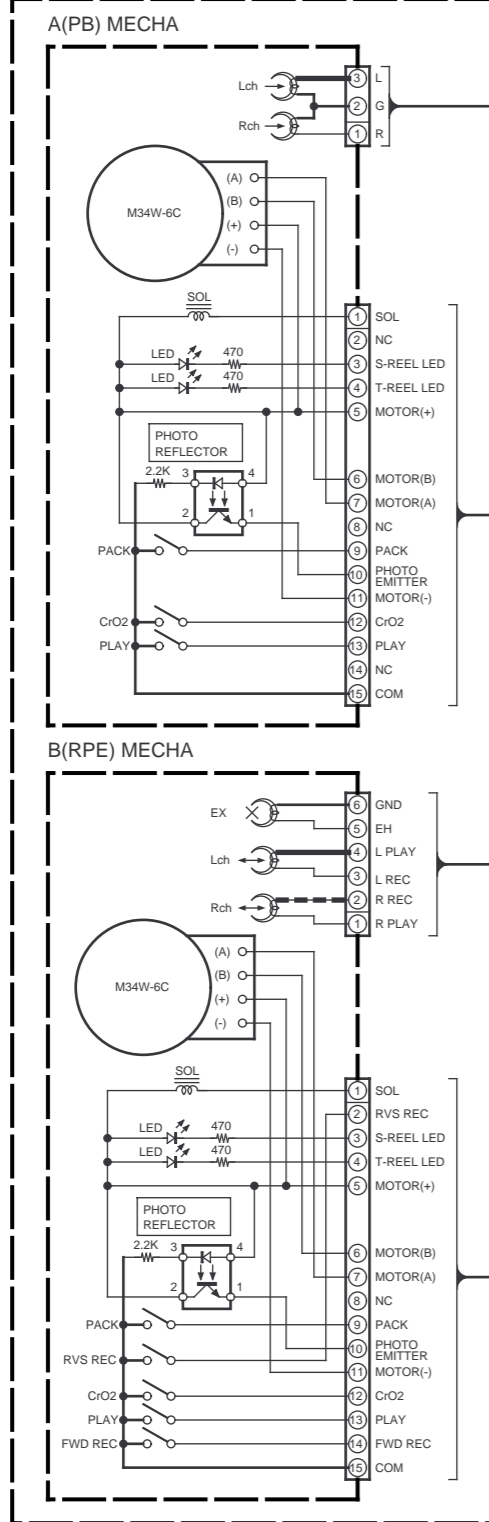 A(PB) MECHA
Lch
Rch
3 L
2 G
1 R
M34W-6C
(A)
(B)
(+)
(-)
SOL
LED 470
LED 470
PHOTO
REFLECTOR
2.2K 3 4
2 1
PACK
CrO2
PLAY
1 SOL
2 NC
3 S-REEL LED
4 T-REEL LED
5 MOTOR(+)
6 MOTOR(B)
7 MOTOR(A)
8 NC
9 PACK
10 PHOTO
EMITTER
11 MOTOR(-)
12 CrO2
13 PLAY
14 NC
15 COM
B(RPE) MECHA
EX
Lch
Rch
6 GND
5 EH
4 L PLAY
3 L REC
2 R REC
1 R PLAY
M34W-6C
(A)
(B)
(+)
(-)
SOL
LED 470
LED 470
PHOTO
REFLECTOR
2.2K 3 4
2 1
PACK
RVS REC
CrO2
PLAY
FWD REC
1 SOL
2 RVS REC
3 S-REEL LED
4 T-REEL LED
5 MOTOR(+)
6 MOTOR(B)
7 MOTOR(A)
8 NC
9 PACK
10 PHOTO
EMITTER
11 MOTOR(-)
12 CrO2
13 PLAY
14 FWD REC
15 COM